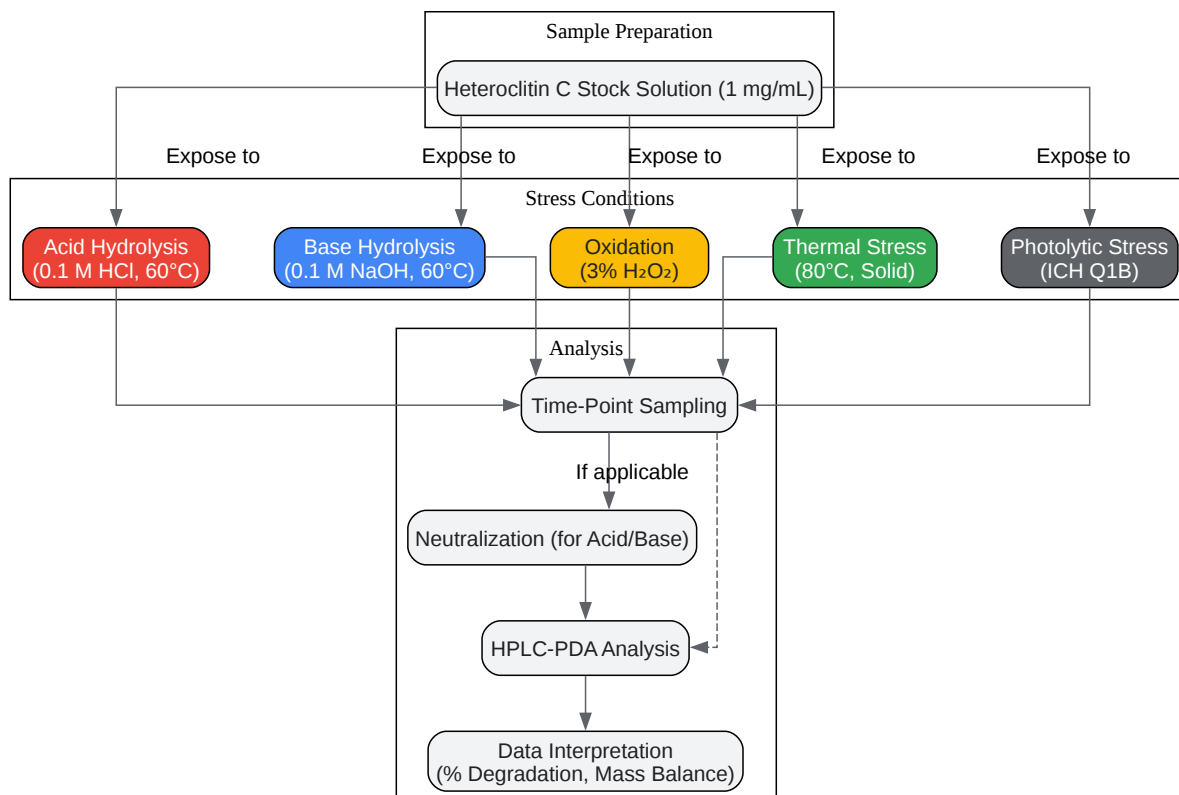 Sample Preparation
Heteroclitin C Stock Solution (1 mg/mL)
Expose to
Expose to
Expose to
Expose to
Expose to
Stress Conditions
Acid Hydrolysis
(0.1 M HCl, 60°C)
Base Hydrolysis
(0.1 M NaOH, 60°C)
Oxidation
(3% H₂O₂)
Thermal Stress
(80°C, Solid)
Photolytic Stress
(ICH Q1B)
Analysis
Time-Point Sampling
If applicable
Neutralization (for Acid/Base)
HPLC-PDA Analysis
Data Interpretation
(% Degradation, Mass Balance)